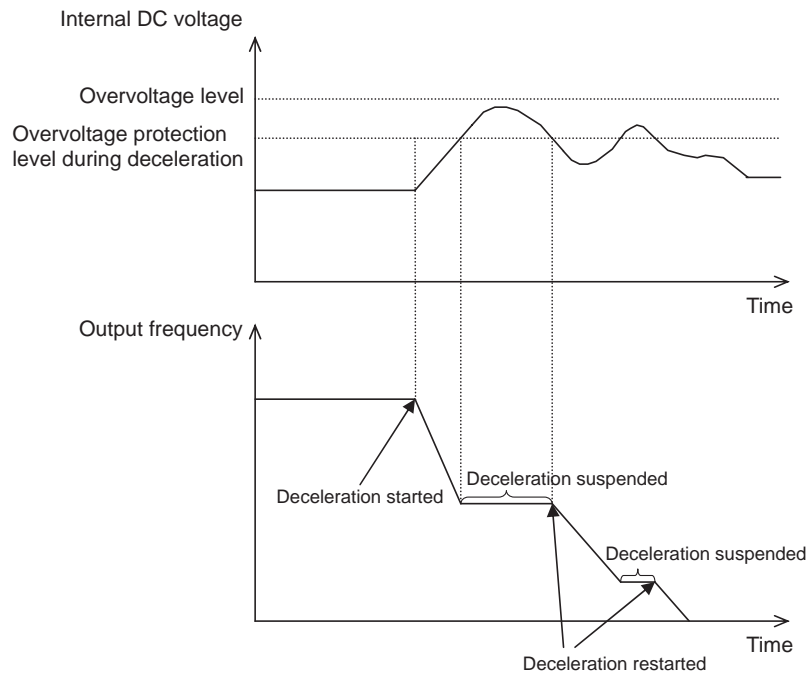 Internal DC voltage
Overvoltage level
Overvoltage protection
level during deceleration
Time
Output frequency
Deceleration suspended
Deceleration started
Deceleration suspended
Time
Deceleration restarted